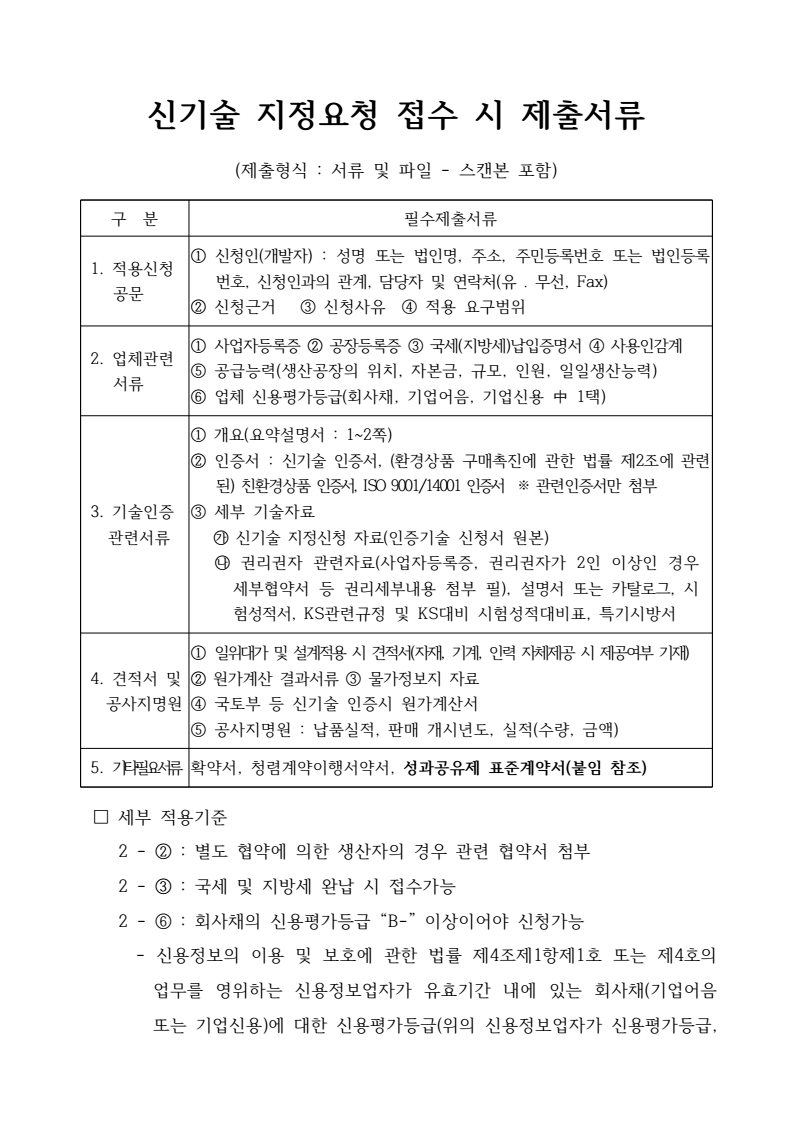 신기술 지정요청 접수 시 제출서류
(제출형식 : 서류 및 파일 - 스캔본 포함)
구 분
필수제출서류
1. 적용신청
공문
① 신청인(개발자) : 성명 또는 법인명, 주소, 주민등록번호 또는 법인등록
번호, 신청인과의 관계, 담당자 및 연락처(유 . 무선, Fax)
② 신청근거 ③ 신청사유 ④ 적용 요구범위
2. 업체관련
서류
① 사업자등록증 ② 공장등록증 ③ 국세(지방세)납입증명서 ④ 사용인감계
⑤ 공급능력(생산공장의 위치, 자본금, 규모, 인원, 일일생산능력)
⑥ 업체 신용평가등급(회사채, 기업어음, 기업신용 中 1택)
3. 기술인증
관련서류
① 개요(요약설명서 : 1~2쪽)
② 인증서 : 신기술 인증서, (환경상품 구매촉진에 관한 법률 제2조에 관련
된) 친환경상품 인증서, ISO 9001/14001 인증서 ※ 관련인증서만 첨부
③ 세부 기술자료
㉮ 신기술 지정신청 자료(인증기술 신청서 원본)
㉯ 권리권자 관련자료(사업자등록증, 권리권자가 2인 이상인 경우
세부협약서 등 권리세부내용 첨부 필), 설명서 또는 카탈로그, 시
험성적서, KS관련규정 및 KS대비 시험성적대비표, 특기시방서
4. 견적서 및
공사지명원
① 일위대가 및 설계적용 시 견적서(자재, 기계, 인력 자체제공 시 제공여부 기재)
② 원가계산 결과서류 ③ 물가정보지 자료
④ 국토부 등 신기술 인증시 원가계산서
⑤ 공사지명원 : 납품실적, 판매 개시년도, 실적(수량, 금액)
5. 기타필요서류
확약서, 청렴계약이행서약서, 성과공유제 표준계약서(붙임 참조)
□ 세부 적용기준
2 - ② : 별도 협약에 의한 생산자의 경우 관련 협약서 첨부
2 - ③ : 국세 및 지방세 완납 시 접수가능
2 - ⑥ : 회사채의 신용평가등급 “B-” 이상이어야 신청가능
- 신용정보의 이용 및 보호에 관한 법률 제4조제1항제1호 또는 제4호의
업무를 영위하는 신용정보업자가 유효기간 내에 있는 회사채(기업어음
또는 기업신용)에 대한 신용평가등급(위의 신용정보업자가 신용평가등급,